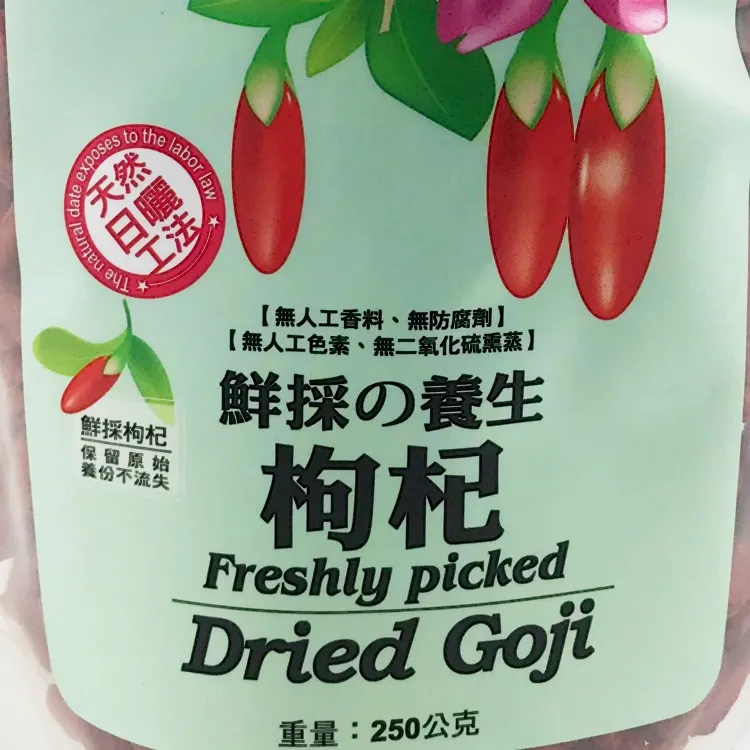 The natural date exposes to the labor law
天然
日曬
工法
【無人工香料、無防腐劑】
【無人工色素、無二氧化硫熏蒸】
鮮採の養生
枸杞
鮮採枸杞
保留原始
養份不流失
Freshly picked
Dried Goji
重量：250公克